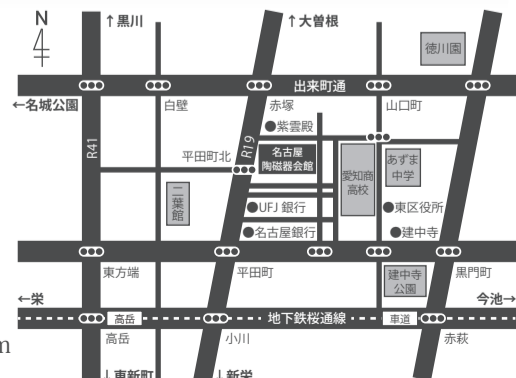 N
↑黒川
↑大曽根
徳川園
出来町通
←名城公園
白壁
赤塚
山口町
●紫雲殿
R41
R19
平田町北
名古屋
陶磁器会館
愛知商
高校
あずま
中学
二葉館
●UFJ 銀行
●東区役所
●名古屋銀行
●建中寺
東方端
平田町
建中寺
公園
黒門町
←栄
今池→
高岳
地下鉄桜通線
車道
高岳
小川
赤萩
m
↓東新町
↓新栄